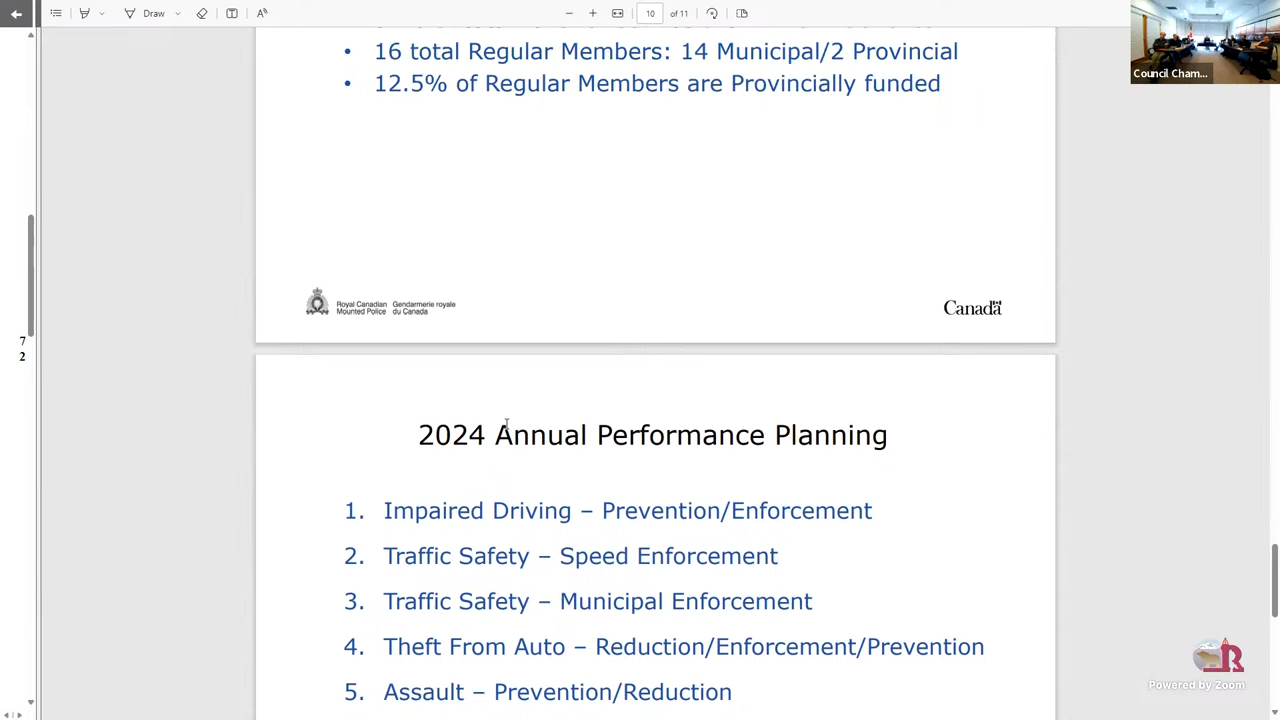 Draw
10 of 11
• 16 total Regular Members: 14 Municipal/2 Provincial
• 12.5% of Regular Members are Provincially funded
Council Cham...
Royal Canadian Gendarmerie royale
Mounted Police du Canada
Canada
7
2
2024 Annual Performance Planning
1. Impaired Driving – Prevention/Enforcement
2. Traffic Safety – Speed Enforcement
3. Traffic Safety – Municipal Enforcement
4. Theft From Auto – Reduction/Enforcement/Prevention
5. Assault – Prevention/Reduction
R
Powered by Zoom